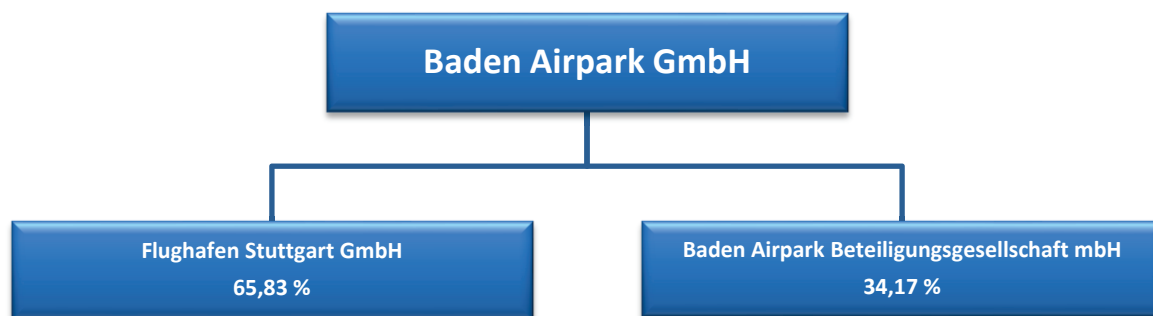 Baden Airpark GmbH
Flughafen Stuttgart GmbH
65,83 %
Baden Airpark Beteiligungsgesellschaft mbH
34,17 %